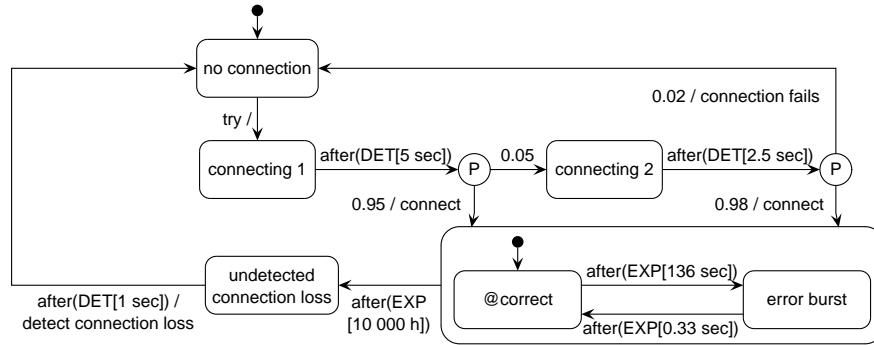 no connection
0.02 / connection fails
try /
connecting 1
after(DET[5 sec])
P
0.05
connecting 2
after(DET[2.5 sec])
P
0.95 / connect
0.98 / connect
undetected
connection loss
after(DET[1 sec]) /
detect connection loss
after(EXP
[10 000 h])
@correct
after(EXP[136 sec])
error burst
after(EXP[0.33 sec])